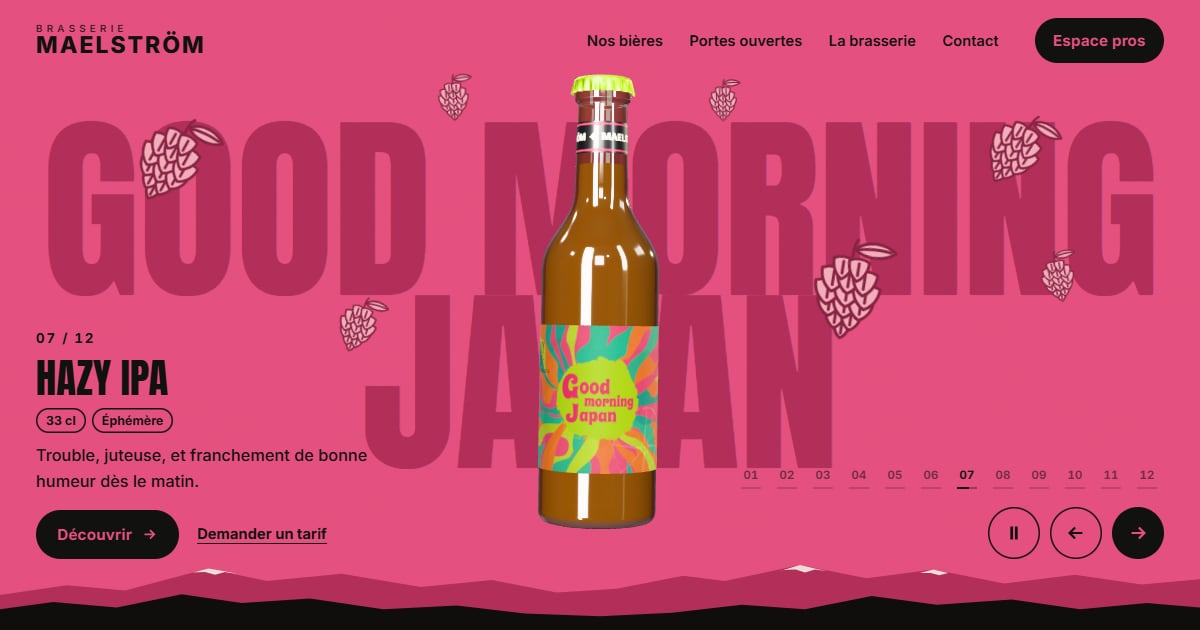 BRASSERIE
MAELSTRÖM
Nos bières
Portes ouvertes
La brasserie
Contact
Espace pros
GOOD MORNING
JAPAN
Good
morning
Japan
07 / 12
HAZY IPA
33 cl
Éphémère
Trouble, juteuse, et franchement de bonne
humeur dès le matin.
Découvrir →
Demander un tarif
01 02 03 04 05 06 07 08 09 10 11 12